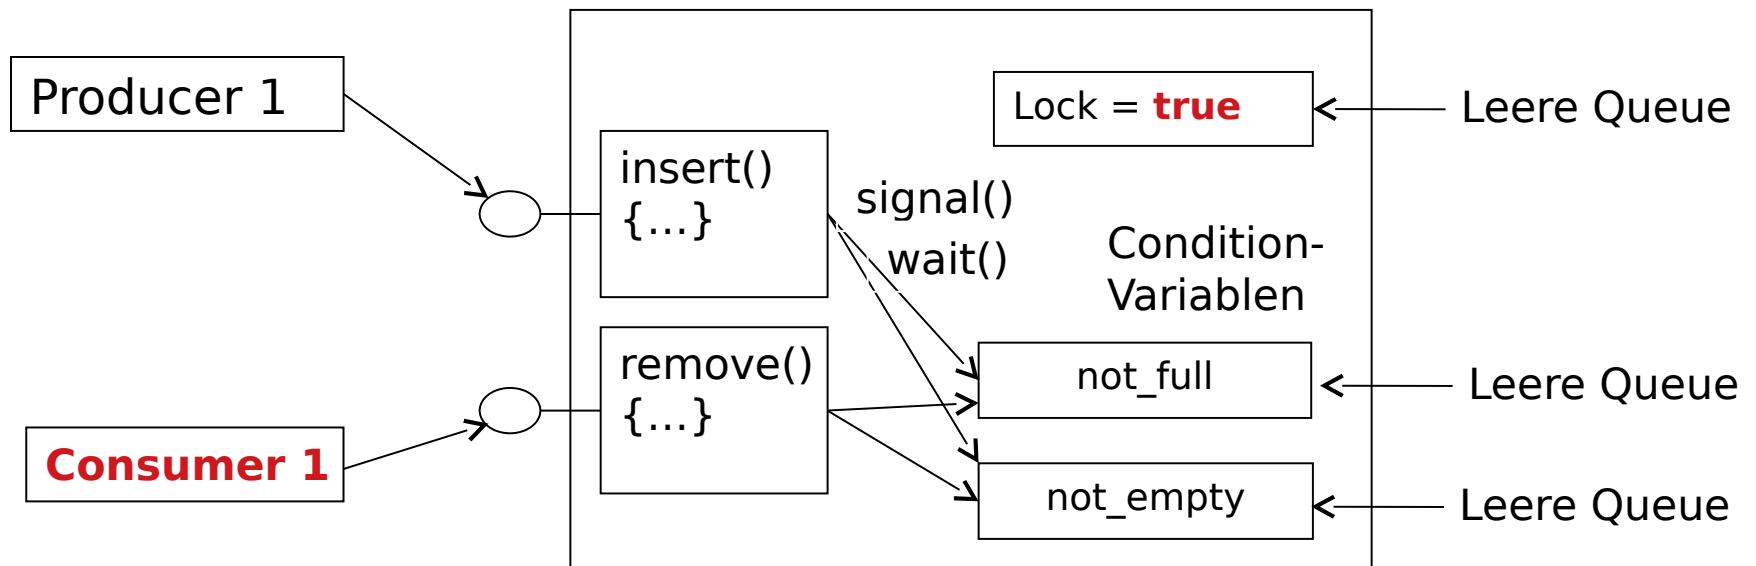 Producer 1
Lock = true
Leere Queue
insert()
{...}
signal()
wait()
Condition-
Variablen
remove()
{...}
not_full
Leere Queue
Consumer 1
not_empty
Leere Queue